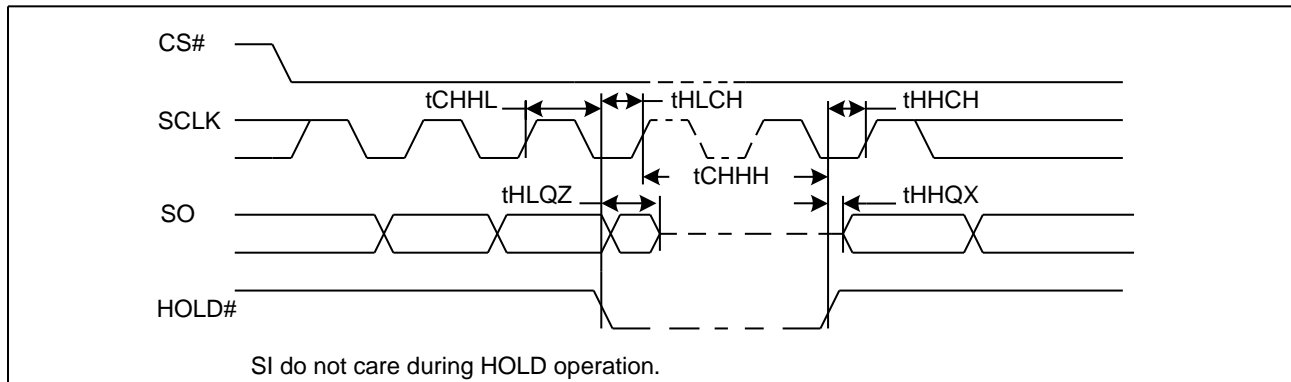 CS#
tCHHL
tHLCH
tHHCH
SCLK
tCHHH
tHLQZ
tHHQX
SO
HOLD#
SI do not care during HOLD operation.